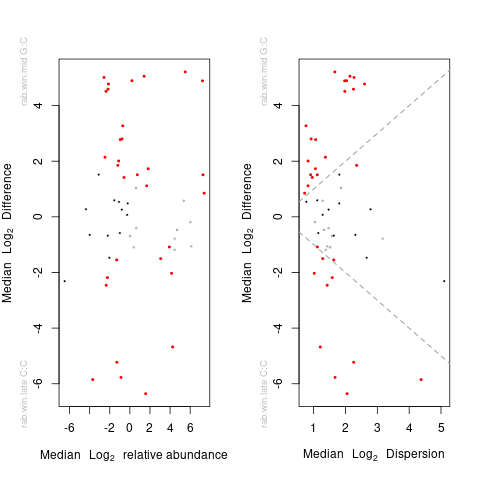 rab.win.mid G:C
Median Log2 Difference
rab.win.late C:C
4
2
0
-2
-4
-6
-6 -4 -2 0 2 4 6
Median Log2 relative abundance
rab.win.mid G:C
Median Log2 Difference
rab.win.late C:C
4
2
0
-2
-4
-6
1 2 3 4 5
Median Log2 Dispersion